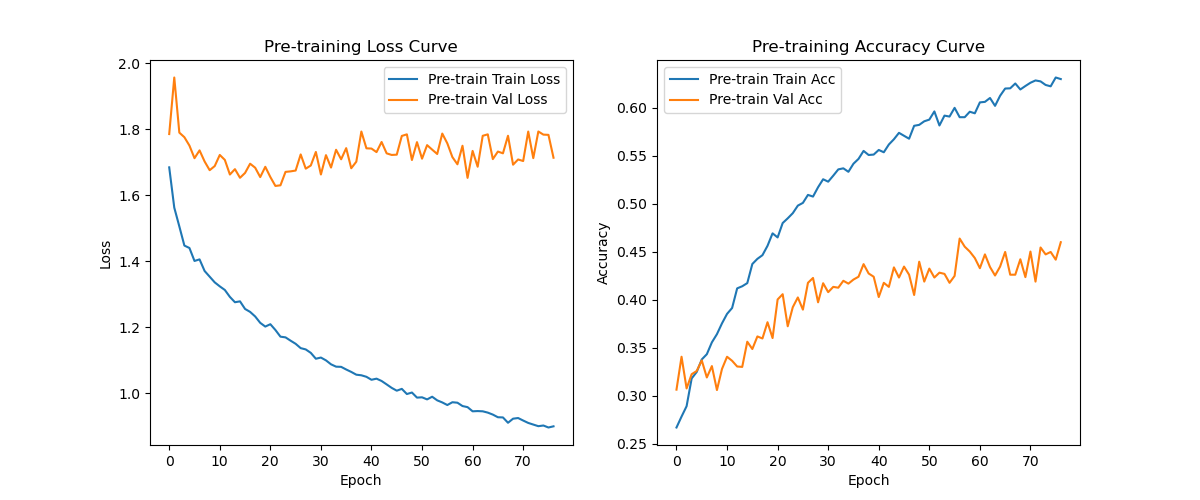 Pre-training Loss Curve
Pre-train Train Loss
Pre-train Val Loss
2.0
1.8
1.6
1.4
1.2
1.0
Loss
0 10 20 30 40 50 60 70
Epoch
Pre-training Accuracy Curve
Pre-train Train Acc
Pre-train Val Acc
0.60
0.55
0.50
0.45
0.40
0.35
0.30
0.25
Accuracy
0 10 20 30 40 50 60 70
Epoch